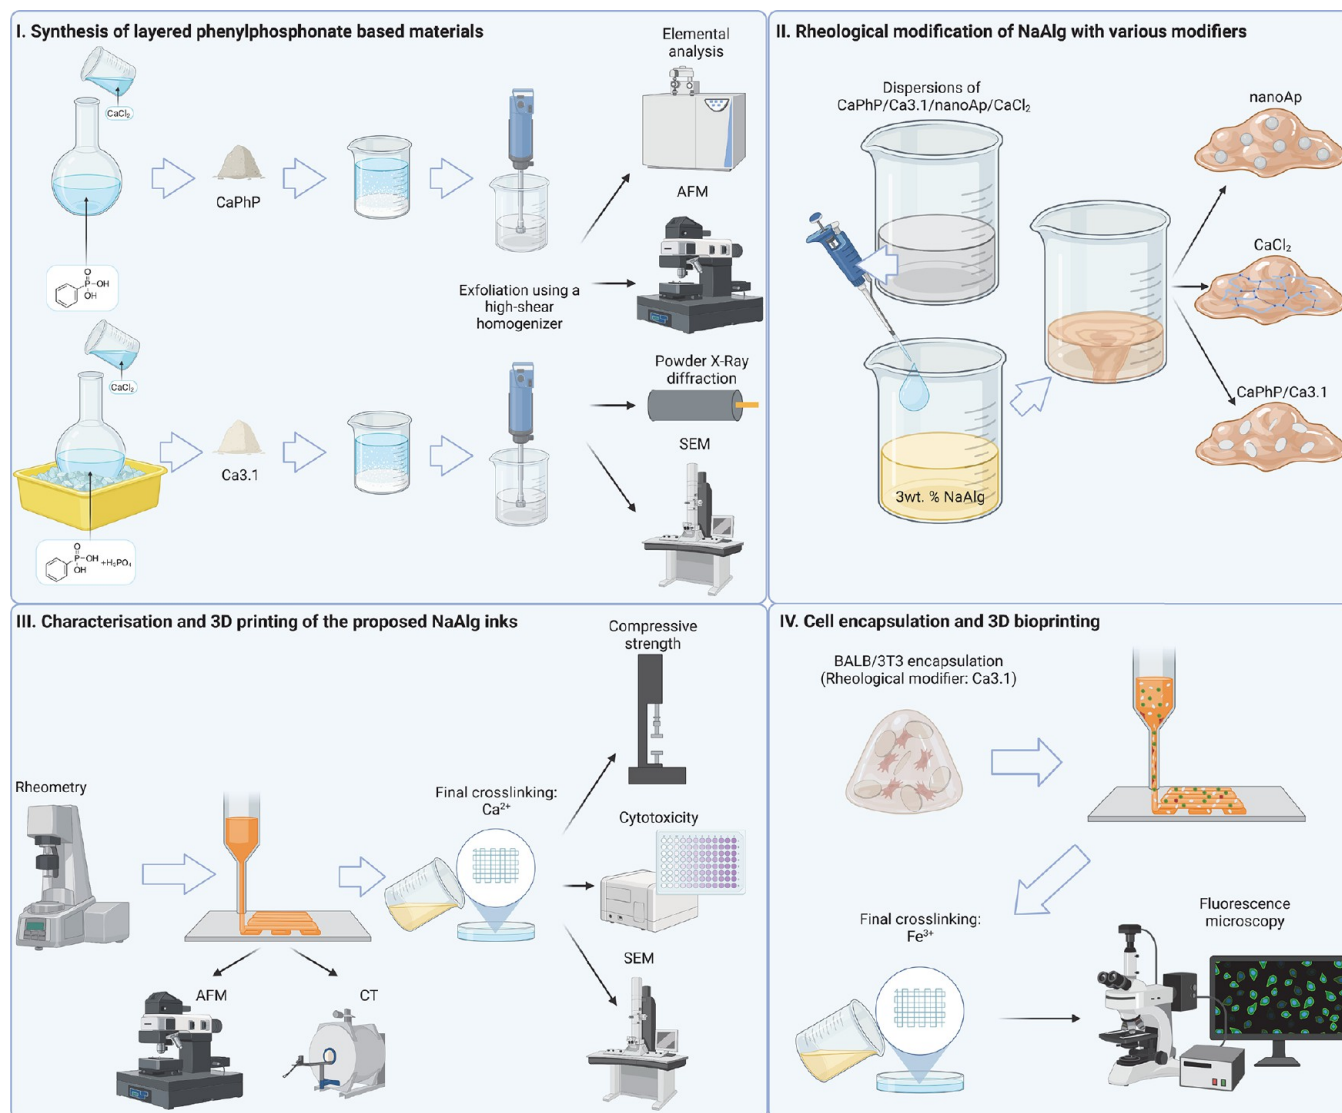 I. Synthesis of layered phenylphosphonate based materials
CaCl₂
CaPhP
O
P
OH
OH
Elemental
analysis
AFM
Exfoliation using a
high-shear
homogenizer
CaCl₂
Ca3.1
O
P
OH
OH
+H₃PO₄
Powder X-Ray
diffraction
SEM
II. Rheological modification of NaAlg with various modifiers
Dispersions of
CaPhP/Ca3.1/nanoAp/CaCl₂
3wt. % NaAlg
nanoAp
CaCl₂
CaPhP/Ca3.1
III. Characterisation and 3D printing of the proposed NaAlg inks
Rheometry
AFM
CT
Final crosslinking:
Ca²⁺
Compressive
strength
Cytotoxicity
SEM
IV. Cell encapsulation and 3D bioprinting
BALB/3T3 encapsulation
(Rheological modifier: Ca3.1)
Final crosslinking:
Fe³⁺
Fluorescence
microscopy